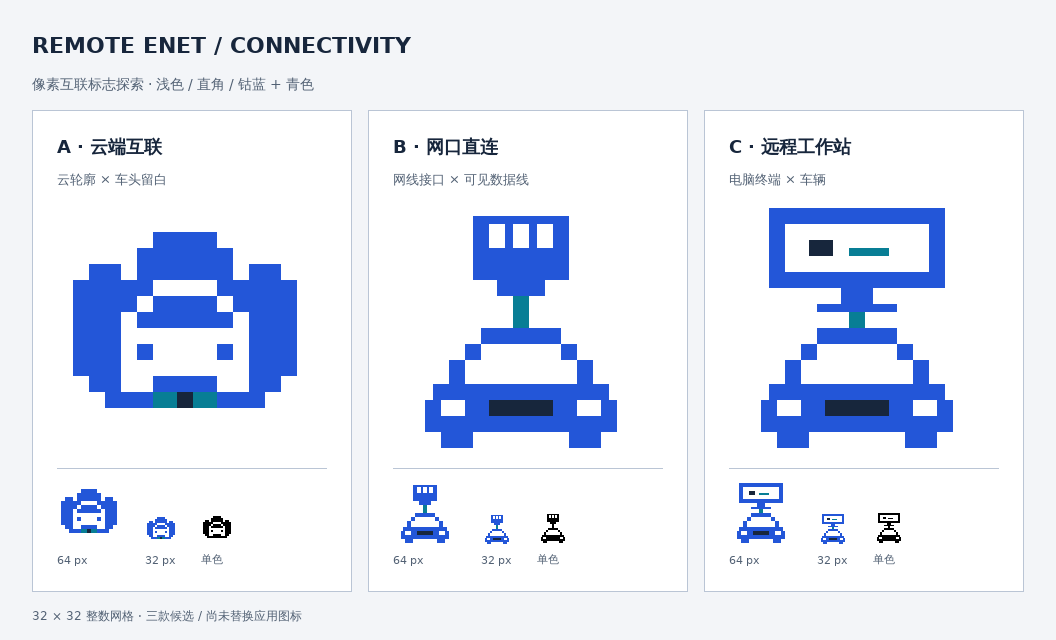 REMOTE ENET / CONNECTIVITY
像素互联标志探索 · 浅色 / 直角 / 钴蓝 + 青色
A · 云端互联
云轮廓 × 车头留白
64 px
32 px
单色
B · 网口直连
网线接口 × 可见数据线
64 px
32 px
单色
C · 远程工作站
电脑终端 × 车辆
64 px
32 px
单色
32 × 32 整数网格 · 三款候选 / 尚未替换应用图标